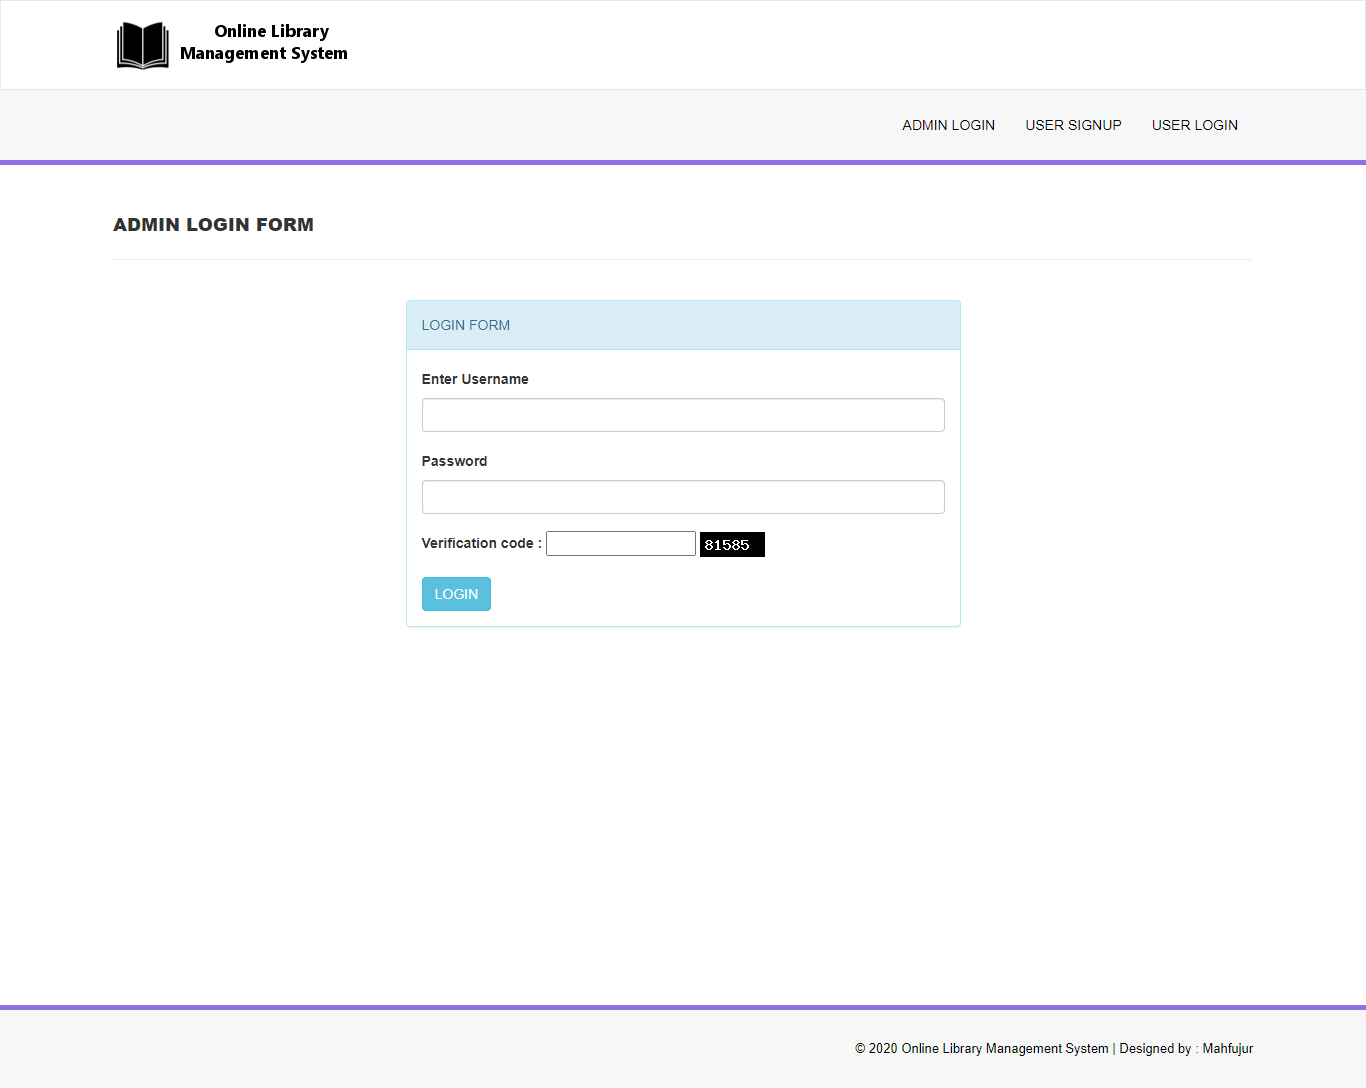 Online Library
Management System
ADMIN LOGIN
USER SIGNUP
USER LOGIN
ADMIN LOGIN FORM
LOGIN FORM
Enter Username
Password
Verification code :
81585
LOGIN
© 2020 Online Library Management System | Designed by : Mahfujur